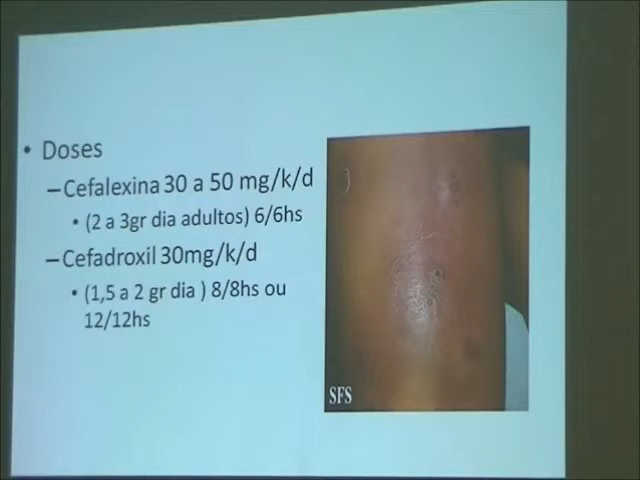 • Doses
–Cefalexina 30 a 50 mg/k/d
• (2 a 3gr dia adultos) 6/6hs
–Cefadroxil 30mg/k/d
• (1,5 a 2 gr dia ) 8/8hs ou
12/12hs
SFS